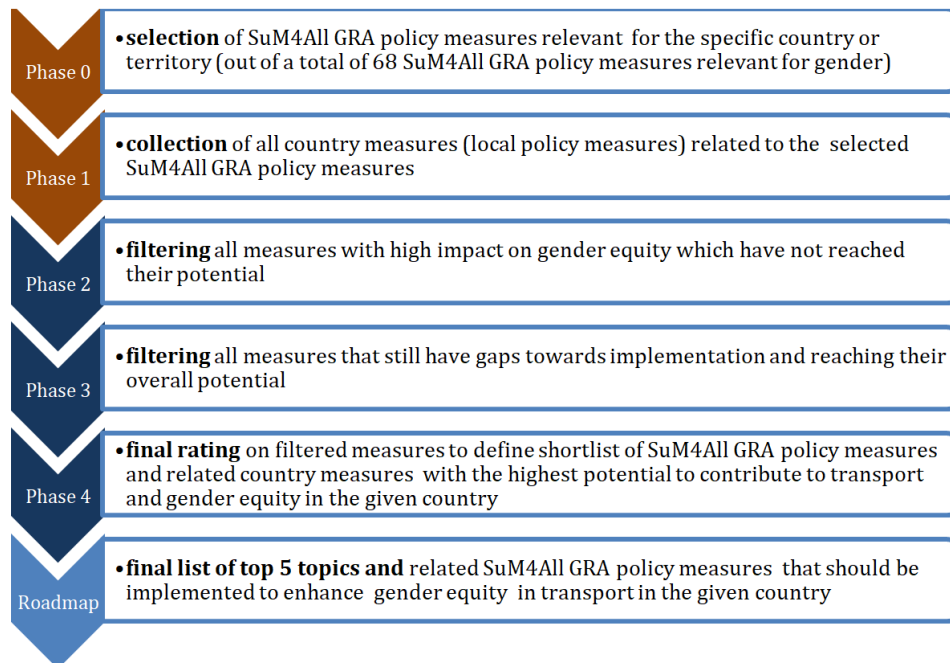 Phase 0
•selection of SuM4All GRA policy measures relevant for the specific country or
territory (out of a total of 68 SuM4All GRA policy measures relevant for gender)
Phase 1
•collection of all country measures (local policy measures) related to the selected
SuM4All GRA policy measures
Phase 2
•filtering all measures with high impact on gender equity which have not reached
their potential
Phase 3
•filtering all measures that still have gaps towards implementation and reaching their
overall potential
Phase 4
•final rating on filtered measures to define shortlist of SuM4All GRA policy measures
and related country measures with the highest potential to contribute to transport
and gender equity in the given country
Roadmap
•final list of top 5 topics and related SuM4All GRA policy measures that should be
implemented to enhance gender equity in transport in the given country